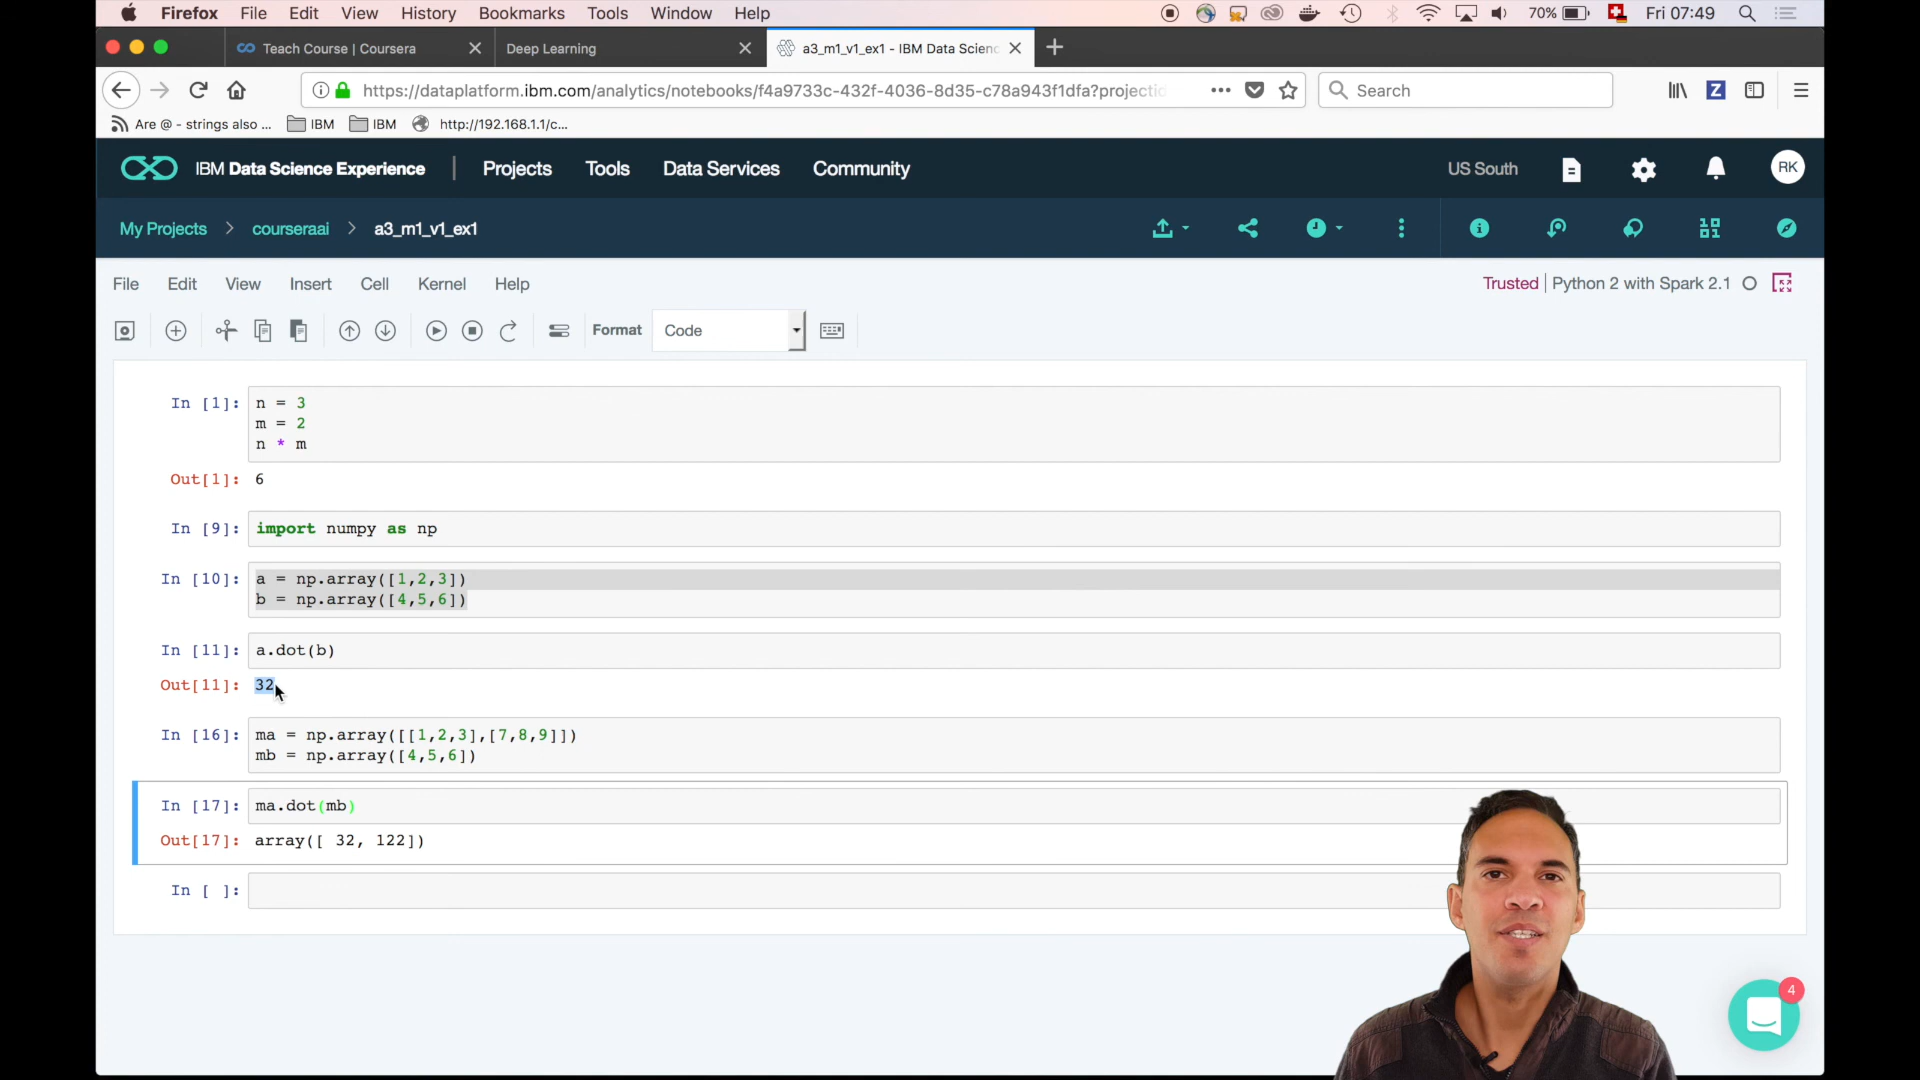 Firefox File Edit View History Bookmarks Tools Window Help 70% Fri 07:49
Teach Course | Coursera Deep Learning a3_m1_v1_ex1 - IBM Data Scienc
https://dataplatform.ibm.com/analytics/notebooks/f4a9733c-432f-4036-8d35-c78a943f1dfa?projectic Search Z
Are @ - strings also ... IBM IBM http://192.168.1.1/c...
IBM Data Science Experience Projects Tools Data Services Community US South RK
My Projects > courseraai > a3_m1_v1_ex1
File Edit View Insert Cell Kernel Help Trusted Python 2 with Spark 2.1
Format Code
In [1]: n = 3
m = 2
n * m
Out[1]: 6
In [9]: import numpy as np
In [10]: a = np.array([1,2,3])
b = np.array([4,5,6])
In [11]: a.dot(b)
Out[11]: 32
In [16]: ma = np.array([[1,2,3],[7,8,9]])
mb = np.array([4,5,6])
In [17]: ma.dot(mb)
Out[17]: array([ 32, 122])
In [ ]:
4